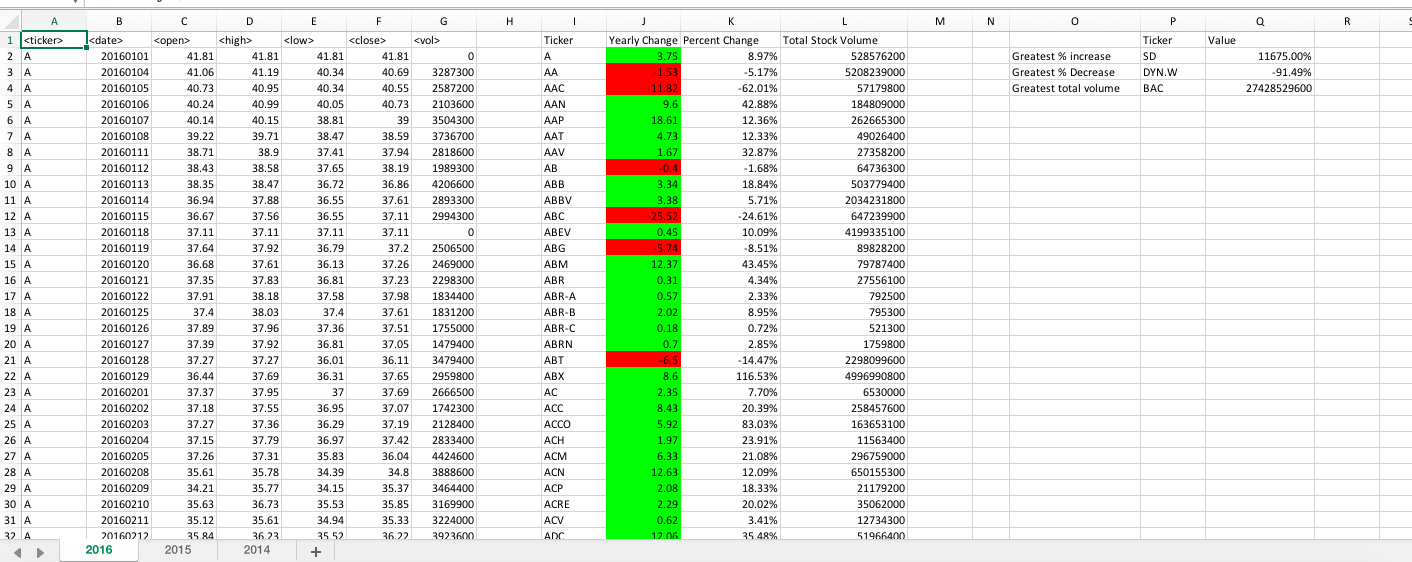 A B C D E F G H I J K L M N O P Q R
1 <ticker> <date> <open> <high> <low> <close> <vol> Ticker Yearly Change Percent Change Total Stock Volume Ticker Value
2 A 20160101 41.81 41.81 41.81 41.81 0 A 3.75 8.97% 528576200 Greatest % increase SD 11675.00%
3 A 20160104 41.06 41.19 40.34 40.69 3287300 AA -1.53 -5.17% 5208239000 Greatest % Decrease DYN.W -91.49%
4 A 20160105 40.73 40.95 40.34 40.55 2587200 AAC -11.82 -62.01% 57179800 Greatest total volume BAC 27428529600
5 A 20160106 40.24 40.99 40.05 40.73 2103600 AAN 9.6 42.88% 184809000
6 A 20160107 40.14 40.15 38.81 39 3504300 AAP 18.61 12.36% 262665300
7 A 20160108 39.22 39.71 38.47 38.59 3736700 AAT 4.73 12.33% 49026400
8 A 20160111 38.71 38.9 37.41 37.94 2818600 AAV 1.67 32.87% 27358200
9 A 20160112 38.43 38.58 37.65 38.19 1989300 AB -0.4 -1.68% 64736300
10 A 20160113 38.35 38.47 36.72 36.86 4206600 ABB 3.34 18.84% 503779400
11 A 20160114 36.94 37.88 36.55 37.61 2893300 ABBV 3.38 5.71% 2034231800
12 A 20160115 36.67 37.56 36.55 37.11 2994300 ABC -25.52 -24.61% 647239900
13 A 20160118 37.11 37.11 37.11 37.11 0 ABEV 0.45 10.09% 4199335100
14 A 20160119 37.64 37.92 36.79 37.2 2506500 ABG -5.74 -8.51% 89828200
15 A 20160120 36.68 37.61 36.13 37.26 2469000 ABM 12.37 43.45% 79787400
16 A 20160121 37.35 37.83 36.81 37.23 2298300 ABR 0.31 4.34% 27556100
17 A 20160122 37.91 38.18 37.58 37.98 1834400 ABR-A 0.57 2.33% 792500
18 A 20160125 37.4 38.03 37.4 37.61 1831200 ABR-B 2.02 8.95% 795300
19 A 20160126 37.89 37.96 37.36 37.51 1755000 ABR-C 0.18 0.72% 521300
20 A 20160127 37.39 37.92 36.81 37.05 1479400 ABRN 0.7 2.85% 1759800
21 A 20160128 37.27 37.27 36.01 36.11 3479400 ABT -6.5 -14.47% 2298099600
22 A 20160129 36.44 37.69 36.31 37.65 2959800 ABX 8.6 116.53% 4996990800
23 A 20160201 37.37 37.95 37 37.69 2666500 AC 2.35 7.70% 6530000
24 A 20160202 37.18 37.55 36.95 37.07 1742300 ACC 8.43 20.39% 258457600
25 A 20160203 37.27 37.36 36.29 37.19 2128400 ACCO 5.92 83.03% 163653100
26 A 20160204 37.15 37.79 36.97 37.42 2833400 ACH 1.97 23.91% 11563400
27 A 20160205 37.26 37.31 35.83 36.04 4424600 ACM 6.33 21.08% 296759000
28 A 20160208 35.61 35.78 34.39 34.8 3888600 ACN 12.63 12.09% 650155300
29 A 20160209 34.21 35.77 34.15 35.37 3464400 ACP 2.08 18.33% 21179200
30 A 20160210 35.63 36.73 35.53 35.85 3169900 ACRE 2.29 20.02% 35062000
31 A 20160211 35.12 35.61 34.94 35.33 3224000 ACV 0.62 3.41% 12734300
32 A 20160212 35.84 36.23 35.52 36.22 3923600 ADC 12.06 35.48% 51966400
2016 2015 2014 +